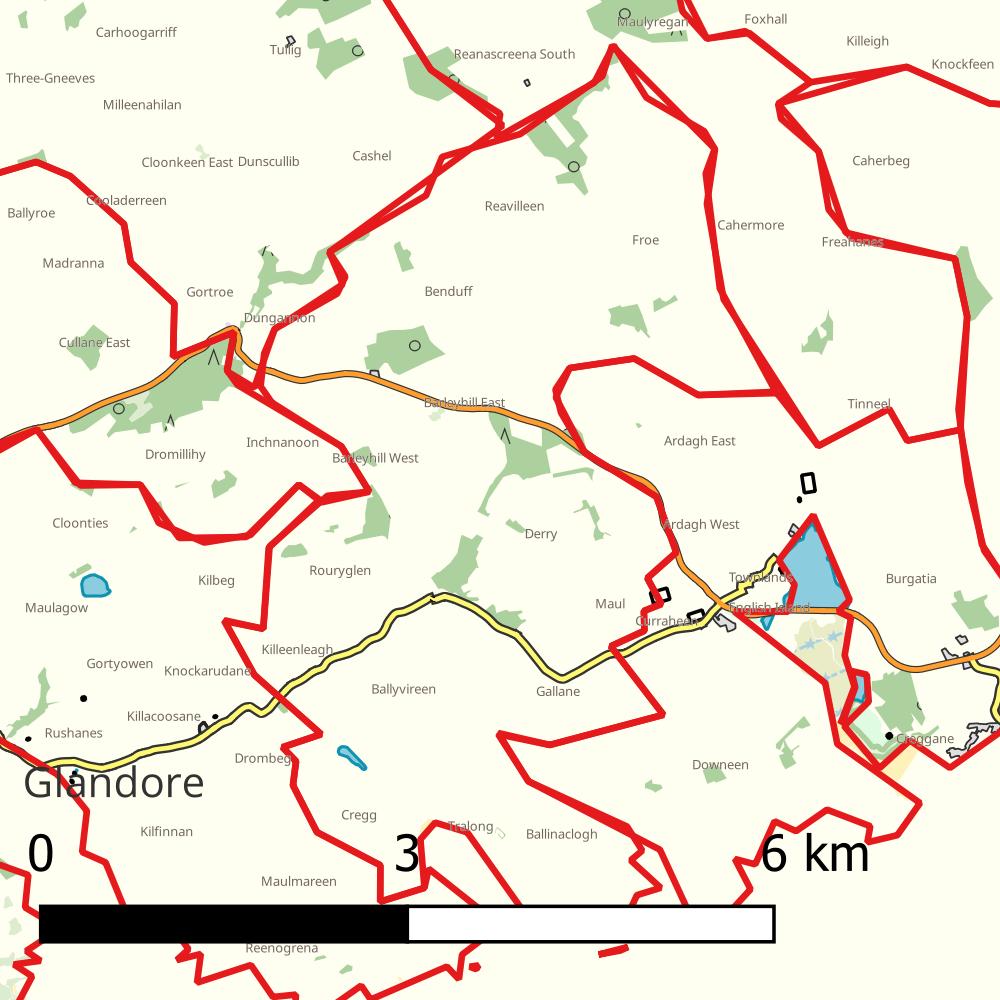 Carhoogarriff
Maulyregan
Foxhall
Killeigh
Tullig
Reanascreena South
Knockfeen
Three-Gneeves
Milleenahilan
Cashel
Cloonkeen East
Dunscullib
Caherbeg
Cooladerreen
Ballyroe
Reavilleen
Cahermore
Froe
Freahanes
Madranna
Gortroe
Benduff
Dungannon
Cullane East
Barleyhill East
Tinneel
Inchnanoon
Ardagh East
Dromillihy
Barleyhill West
Cloonties
Derry
Ardagh West
Rouryglen
Kilbeg
Townlands
Burgatia
Maulagow
Maul
English Island
Curraheen
Killeenleagh
Gortyowen
Knockarudane
Ballyvireen
Gallane
Killacoosane
Rushanes
Creggane
Drombeg
Downeen
Glandore
Cregg
Tralong
Kilfinnan
Ballinaclogh
0 3 6 km
Maulmareen
Reenogrena